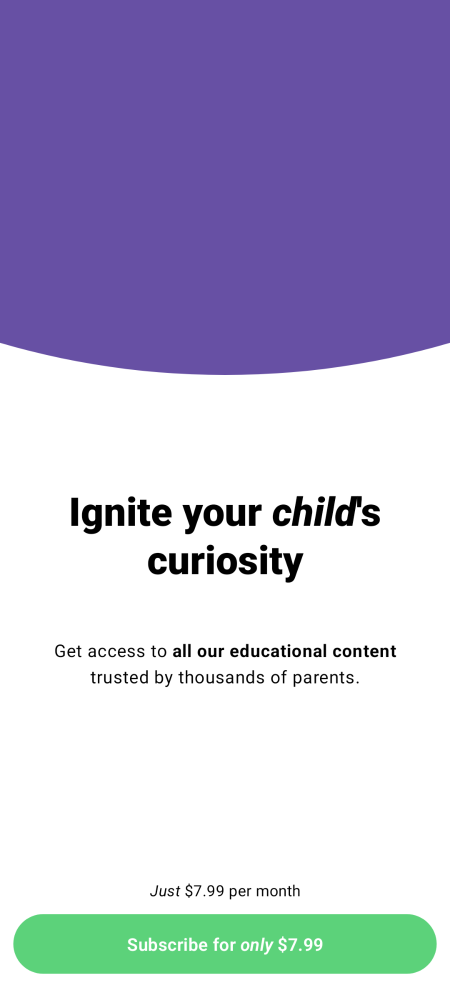 Ignite your child's
curiosity
Get access to all our educational content
trusted by thousands of parents.
Just $7.99 per month
Subscribe for only $7.99